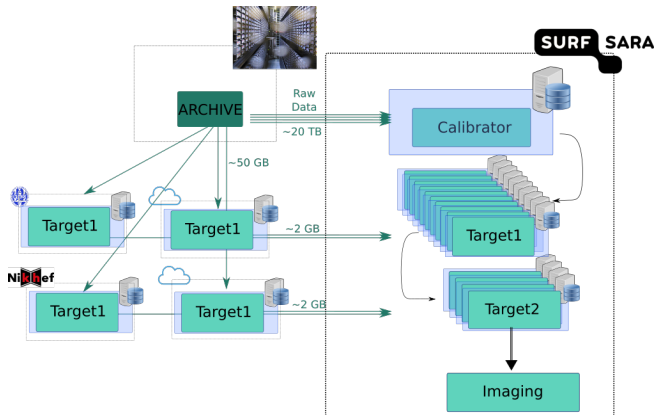 SURF SARA
Raw
Data
ARCHIVE
~20 TB
Calibrator
~50 GB
Target1
Target1
~2 GB
Target1
Nikhef
Target1
Target1
~2 GB
Target2
Imaging